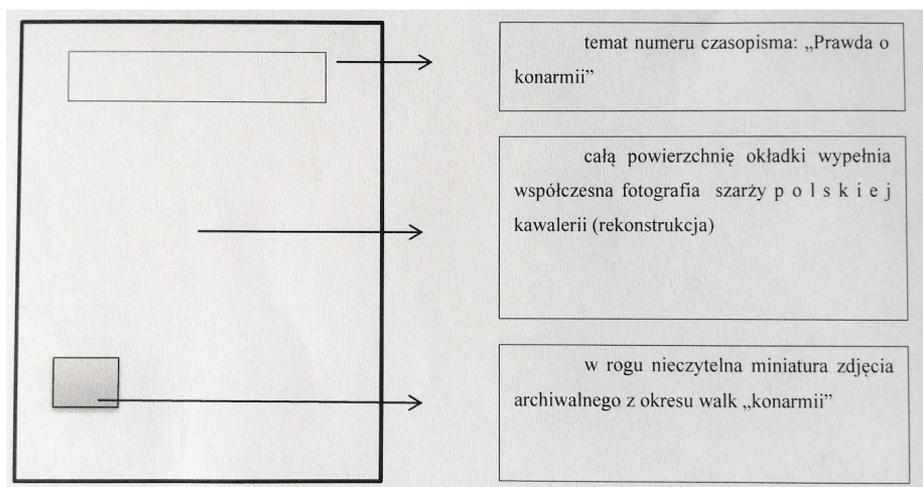 temat numeru czasopisma: „Prawda o
konarmii”
całą powierzchnię okładki wypełnia
współczesna fotografia szarży p o l s k i e j
kawalerii (rekonstrukcja)
w rogu nieczytelna miniatura zdjęcia
archiwalnego z okresu walk „konarmii”